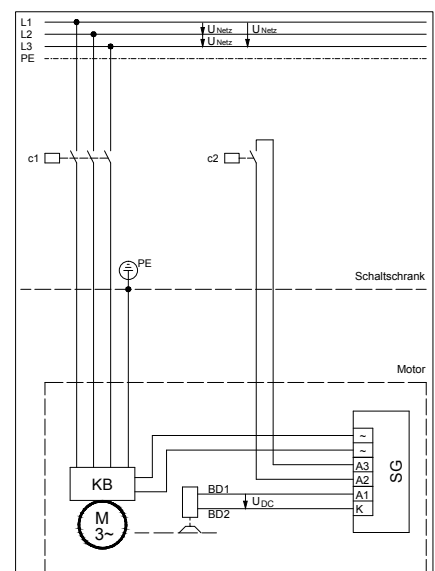 L1
L2
L3
PE
U Netz
U Netz
U Netz
c1
c2
PE
Schaltschrank
Motor
~
~
A3
A2
A1
K
SG
KB
BD1
BD2
U DC
M
3~